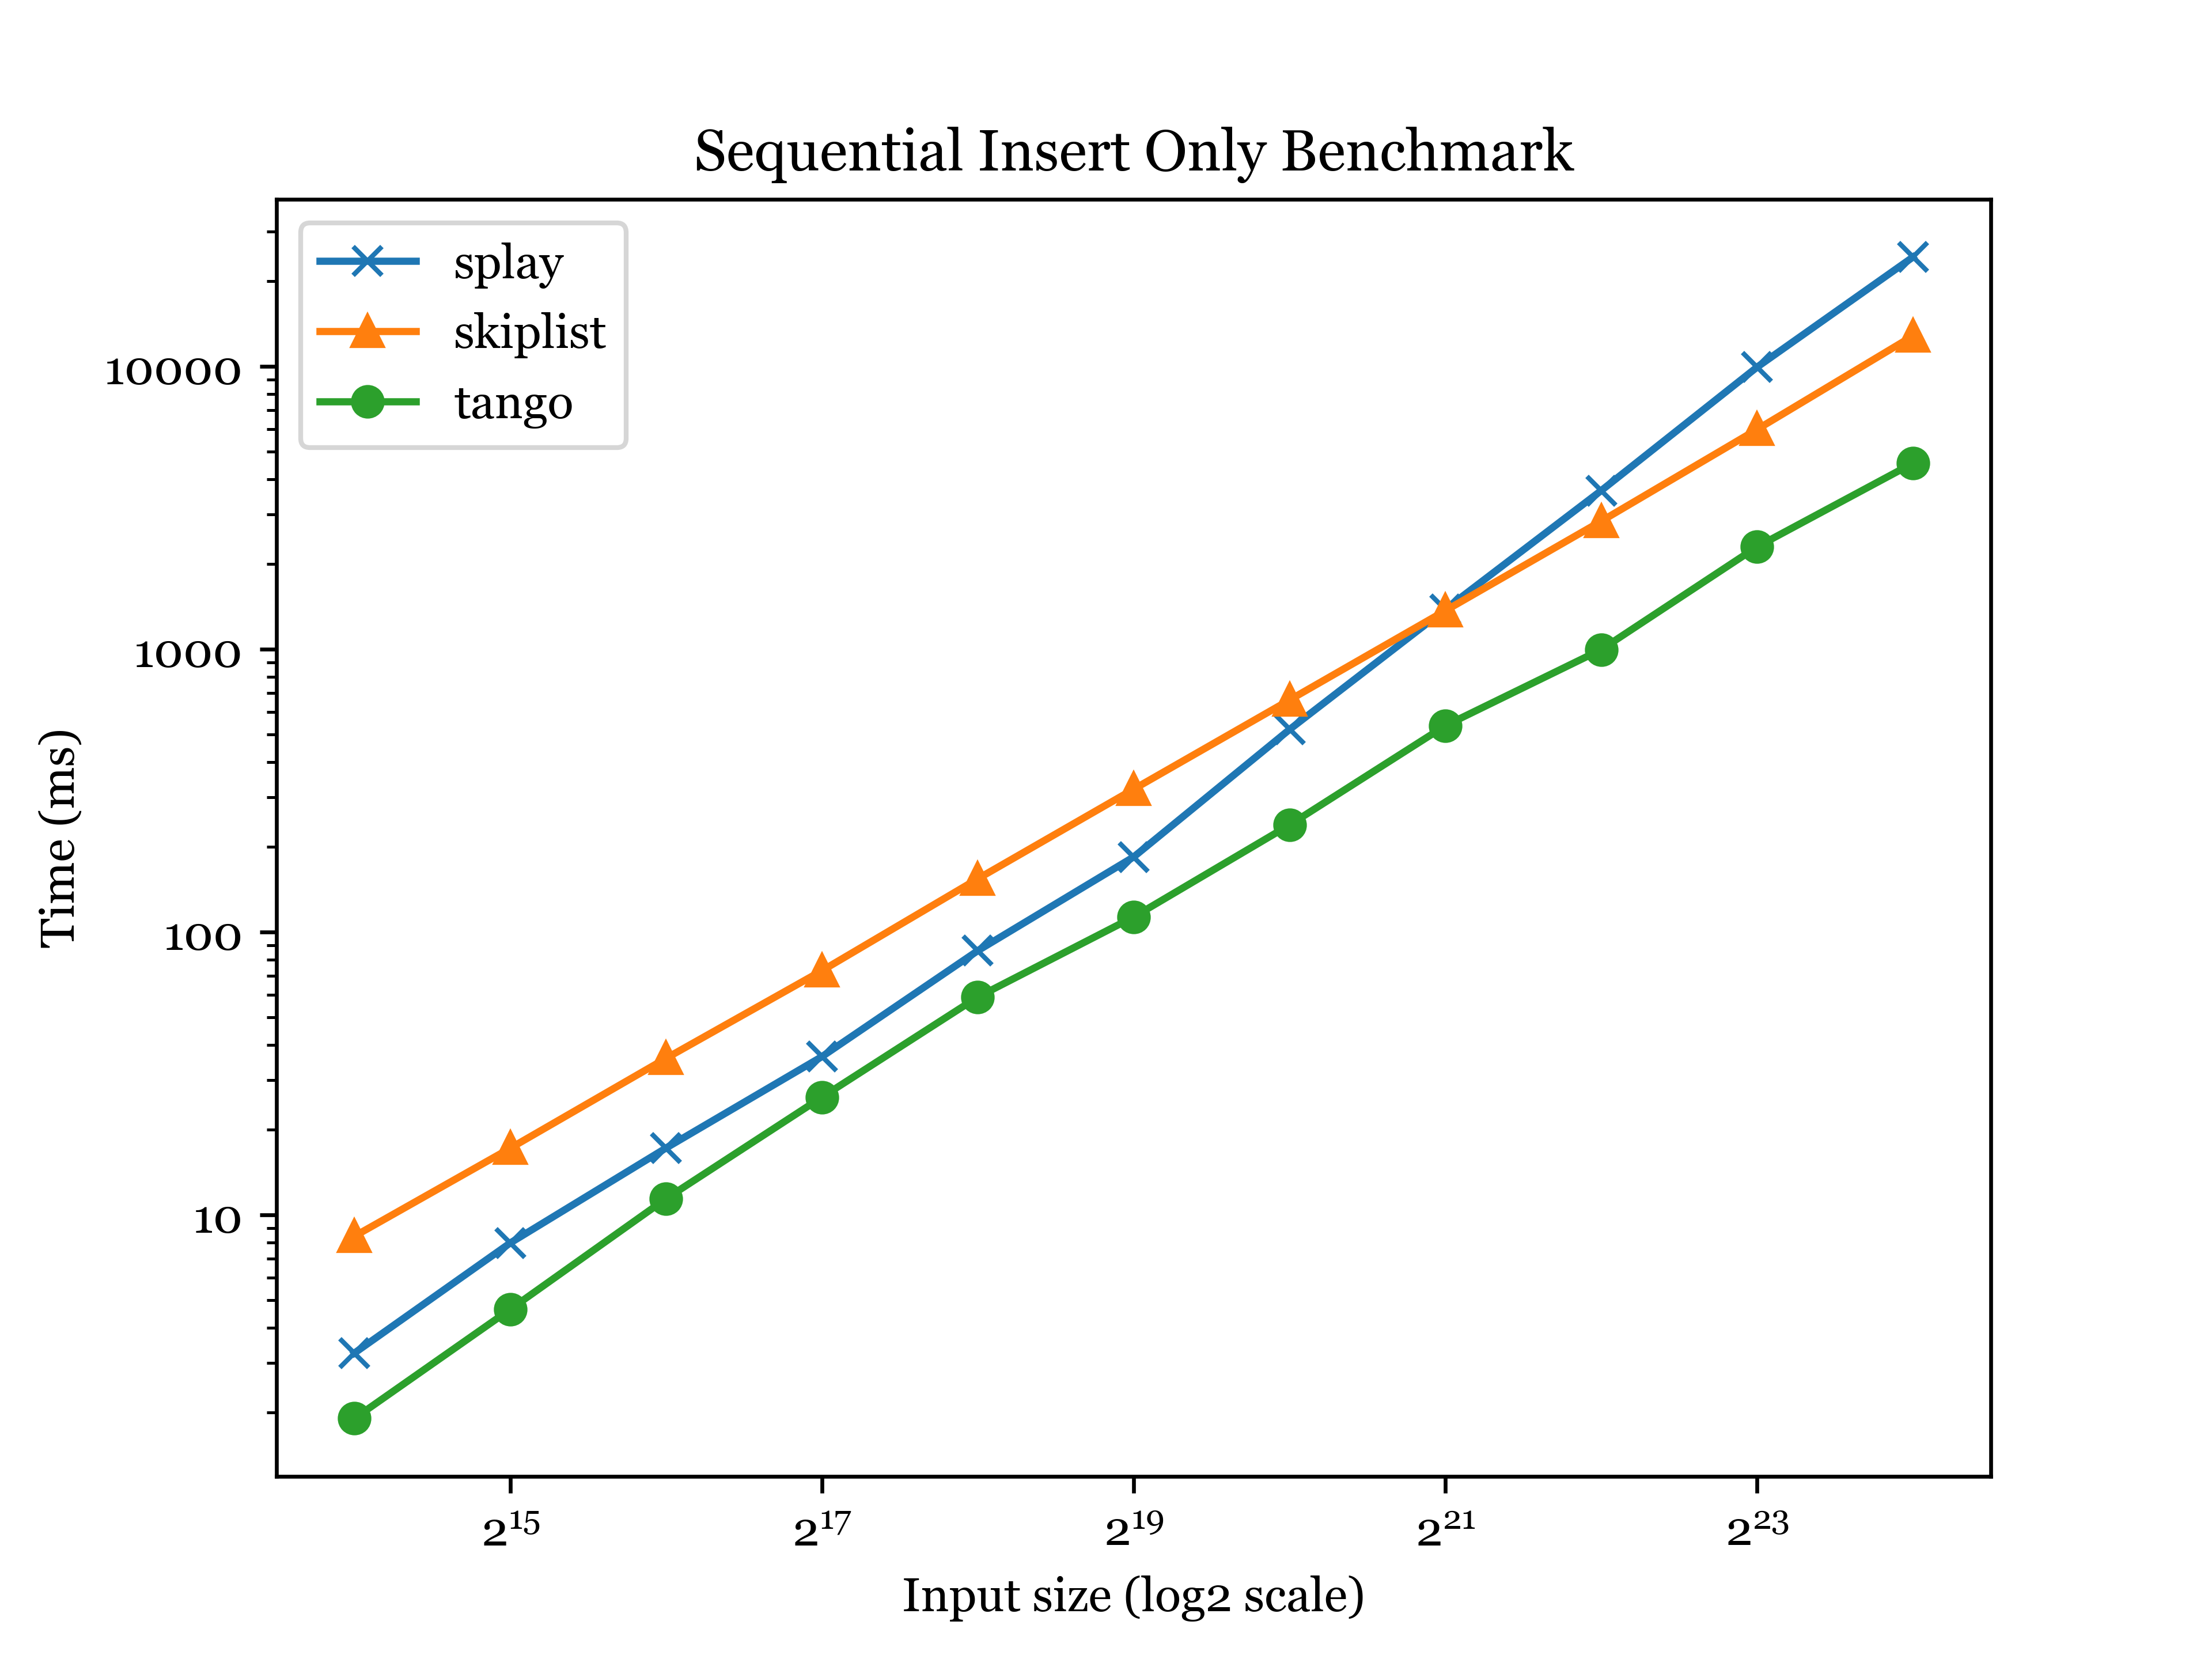 Sequential Insert Only Benchmark
splay
skiplist
tango
10000
1000
100
10
Time (ms)
2¹⁵ 2¹⁷ 2¹⁹ 2²¹ 2²³
Input size (log2 scale)